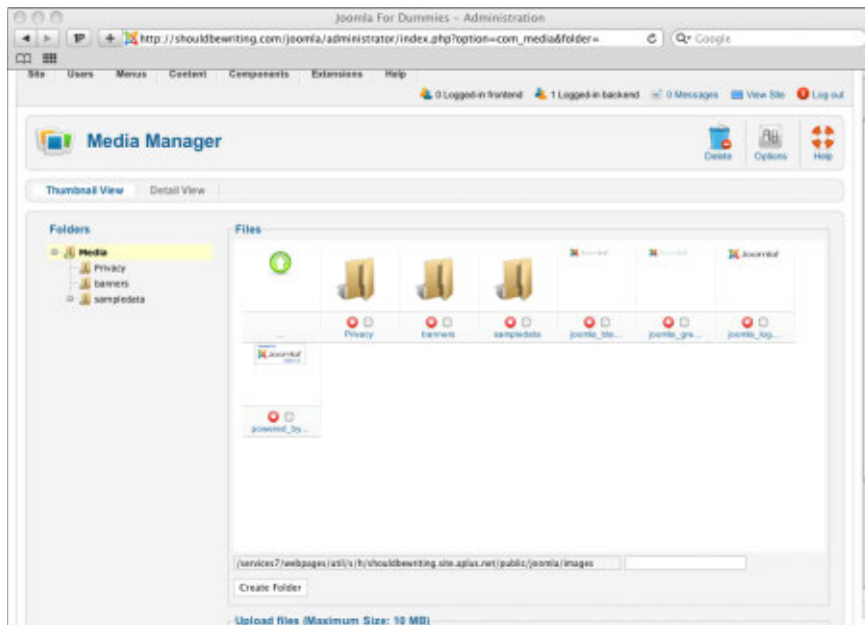 Joomla For Dummies – Administration
http://shouldbewriting.com/joomla/administrator/index.php?option=com_media&folder=
Google
Site Users Menus Content Components Extensions Help
0 Logged-in frontend 1 Logged-in backend 0 Messages View Site Log out
Media Manager
Delete Options Help
Thumbnail View Detail View
Folders
Media
Privacy
banners
sampledata
Files
Joomla!
..
Privacy banners sampledata joomla_bla... joomla_gre... joomla_log...
Joomla!
powered_by...
/services7/webpages/util/s/h/shouldbewriting.site.aplus.net/public/joomla/images
Create Folder
Upload files (Maximum Size: 10 MB)